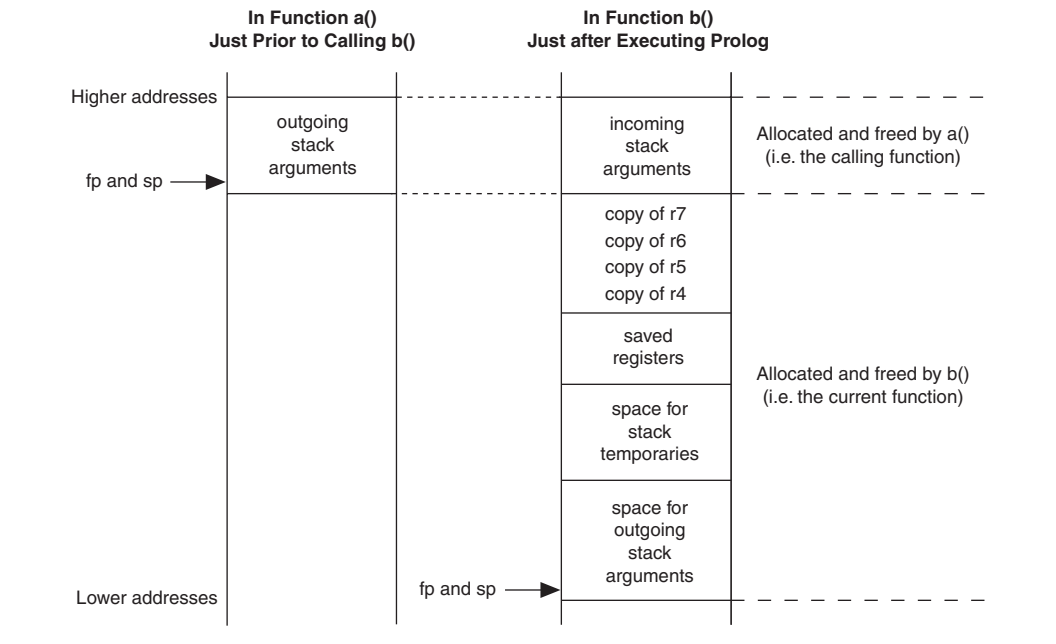 In Function a()
Just Prior to Calling b()
In Function b()
Just after Executing Prolog
Higher addresses
outgoing
stack
arguments
incoming
stack
arguments
Allocated and freed by a()
(i.e. the calling function)
fp and sp
copy of r7
copy of r6
copy of r5
copy of r4
saved
registers
Allocated and freed by b()
(i.e. the current function)
space for
stack
temporaries
space for
outgoing
stack
arguments
fp and sp
Lower addresses